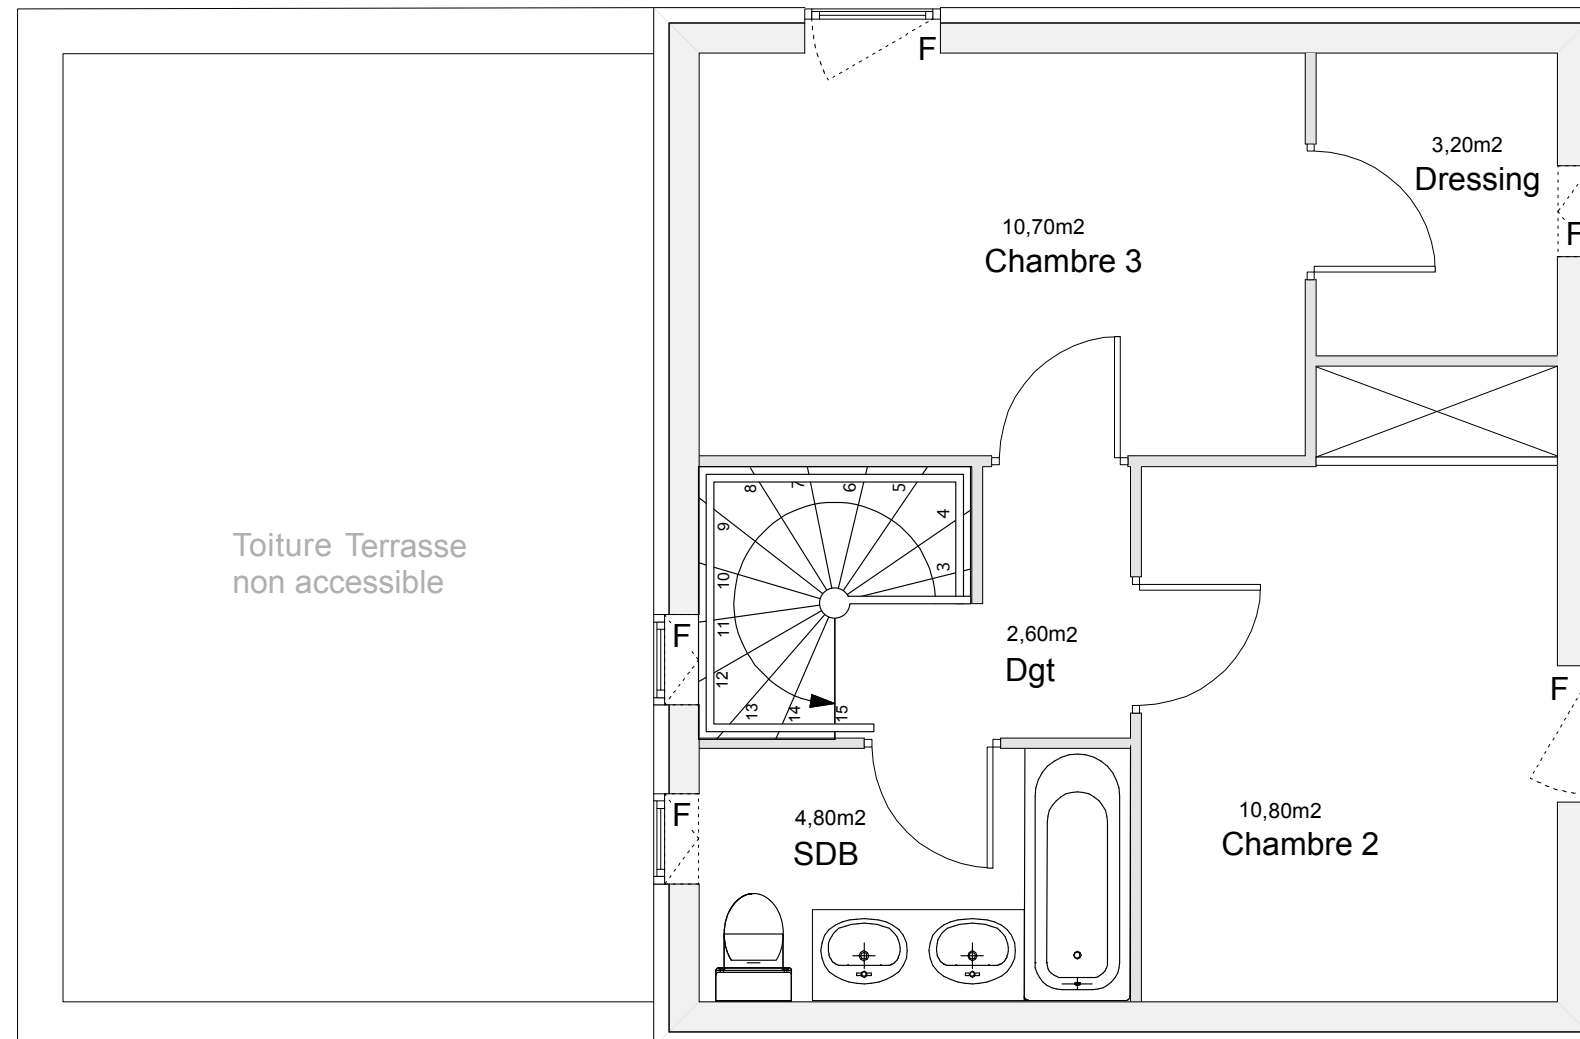 F
3,20m2
Dressing
10,70m2
Chambre 3
F
8
7
6
5
4
9
3
10
11
12
13
14
15
Toiture Terrasse
non accessible
F
2,60m2
Dgt
F
F
4,80m2
SDB
10,80m2
Chambre 2